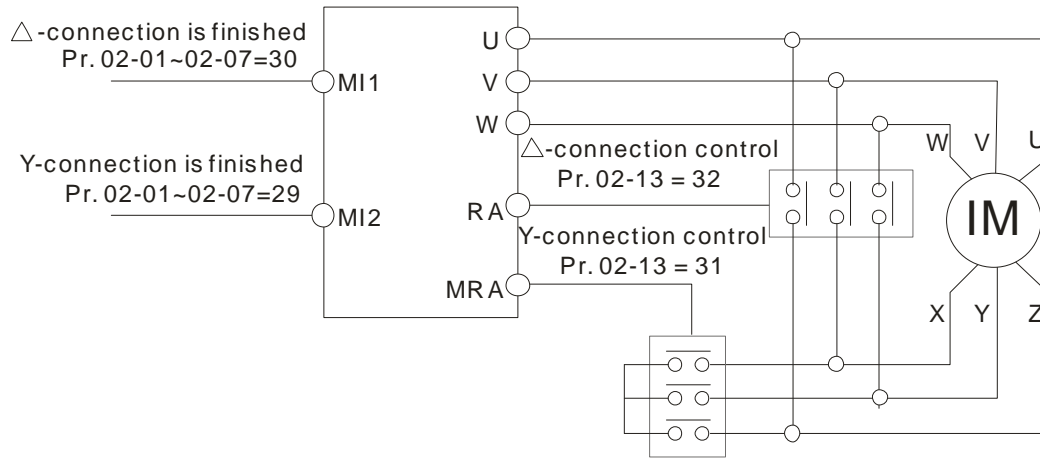 △-connection is finished
Pr. 02-01~02-07=30
MI1
Y-connection is finished
Pr. 02-01~02-07=29
MI2
U
V
W
△-connection control
Pr. 02-13 = 32
RA
Y-connection control
Pr. 02-13 = 31
MRA
W V U
IM
X Y Z